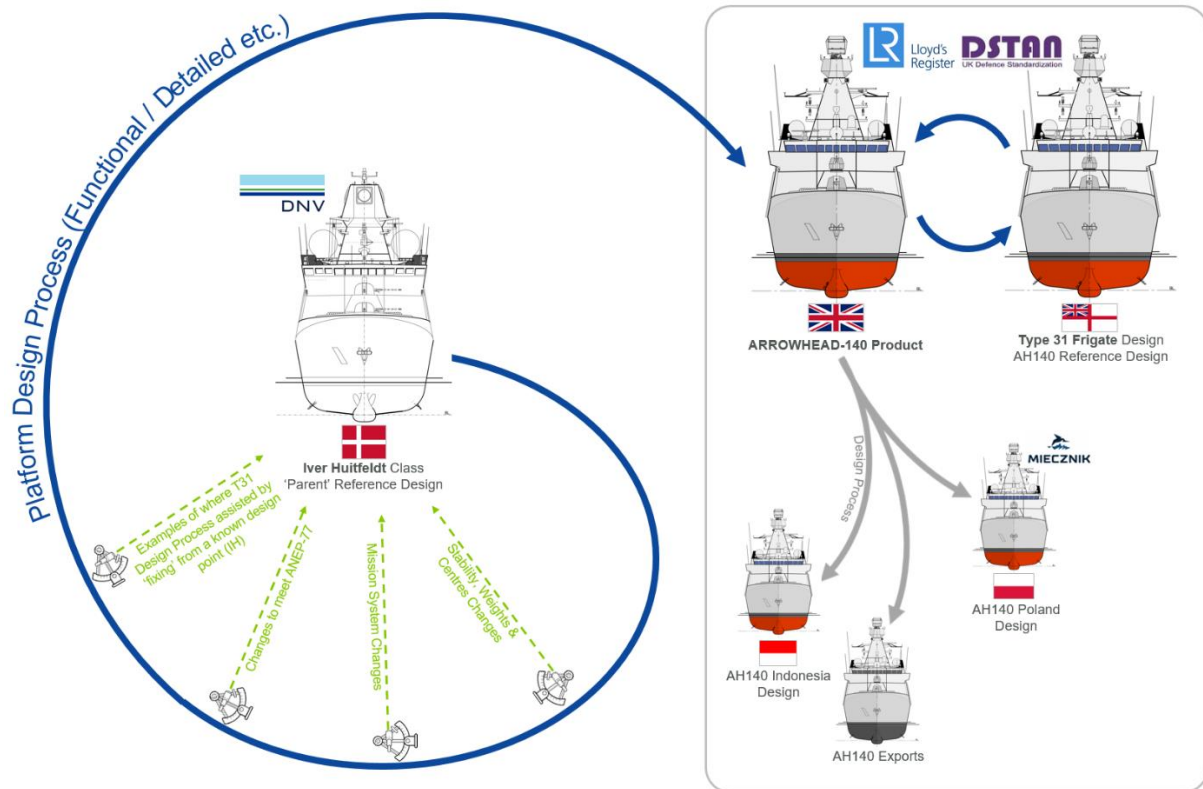 Platform Design Process (Functional / Detailed etc.)
DNV
Iver Huitfeldt Class
‘Parent’ Reference Design
Examples of where T31
Design Process assisted by
‘fixing’ from a known design
point (IH)
Changes to meet ANEP-77
Mission System Changes
Stability, Weights &
Centres Changes
LR
Lloyd's
Register
DSTAN
UK Defence Standardization
ARROWHEAD-140 Product
Type 31 Frigate Design
AH140 Reference Design
Design Process
MIECZNIK
AH140 Poland
Design
AH140 Indonesia
Design
AH140 Exports